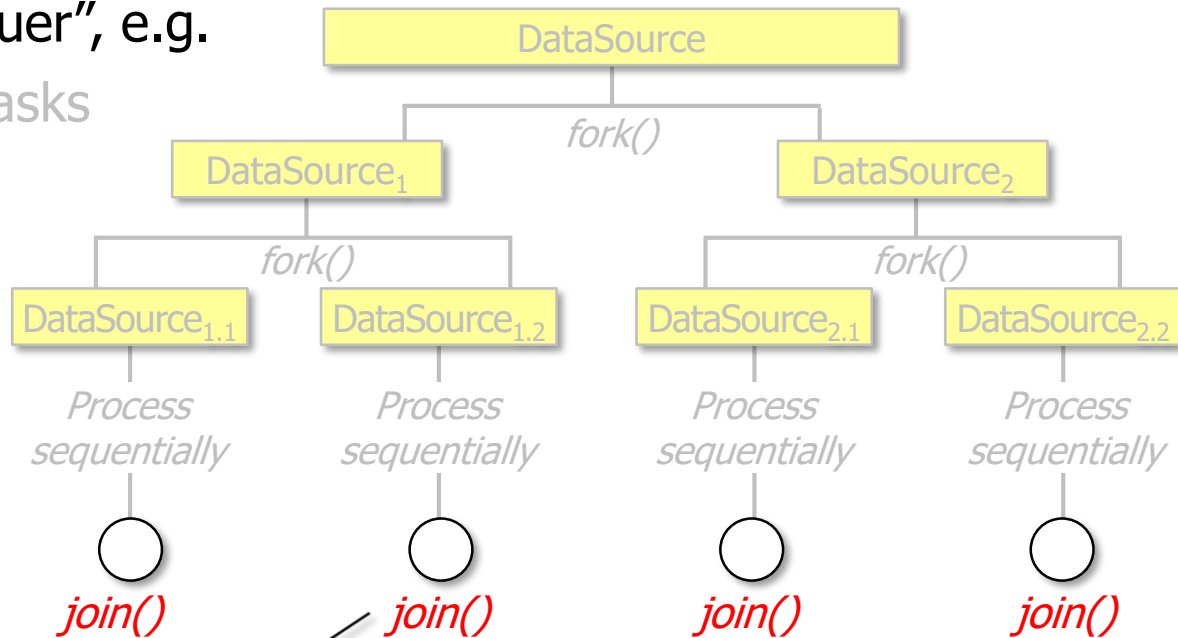 uer”, e.g.
DataSource
asks
fork()
DataSource₁
DataSource₂
fork()
fork()
DataSource₁.₁
DataSource₁.₂
DataSource₂.₁
DataSource₂.₂
Process
sequentially
Process
sequentially
Process
sequentially
Process
sequentially
join()
join()
join()
join()